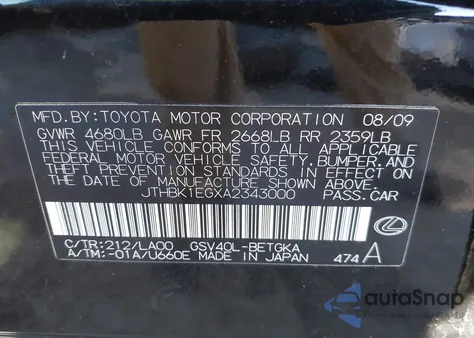 MFD.BY:TOYOTA MOTOR CORPORATION 08/09
GVWR 4680LB GAWR FR 2668LB RR 2359LB
THIS VEHICLE CONFORMS TO ALL APPLICABLE
FEDERAL MOTOR VEHICLE SAFETY,BUMPER,AND
THEFT PREVENTION STANDARDS IN EFFECT ON
THE DATE OF MANUFACTURE SHOWN ABOVE.
JTHBK1EGXA2343000 PASS.CAR
C/TR:212/LA00 GSV40L-BETGKA
A/TM:-01A/U660E MADE IN JAPAN 474 A
autoSnap